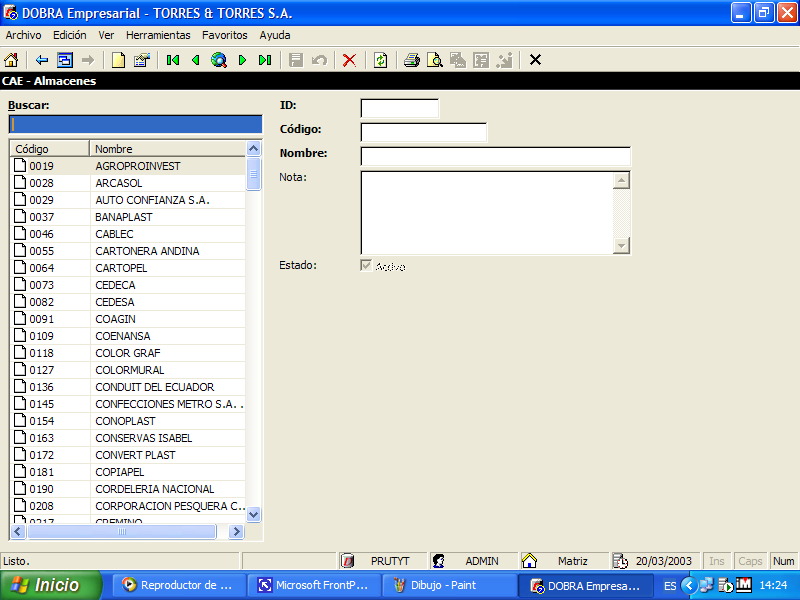 DOBRA Empresarial - TORRES & TORRES S.A.
Archivo Edición Ver Herramientas Favoritos Ayuda
CAE - Almacenes
Buscar:
Código Nombre
0019 AGROPROINVEST
0028 ARCASOL
0029 AUTO CONFIANZA S.A.
0037 BANAPLAST
0046 CABLEC
0055 CARTONERA ANDINA
0064 CARTOPEL
0073 CEDECA
0082 CEDESA
0091 COAGIN
0109 COENANSA
0118 COLOR GRAF
0127 COLORMURAL
0136 CONDUIT DEL ECUADOR
0145 CONFECCIONES METRO S.A. .
0154 CONOPLAST
0163 CONSERVAS ISABEL
0172 CONVERT PLAST
0181 COPIAPEL
0190 CORDELERIA NACIONAL
0208 CORPORACION PESQUERA C...
0217 CREMINO
ID:
Código:
Nombre:
Nota:
Estado: Activo
Listo. PRUTYT ADMIN Matriz 20/03/2003 Ins Caps Num
Inicio Reproductor de ... Microsoft FrontP... Dibujo - Paint DOBRA Empresa... ES 14:24